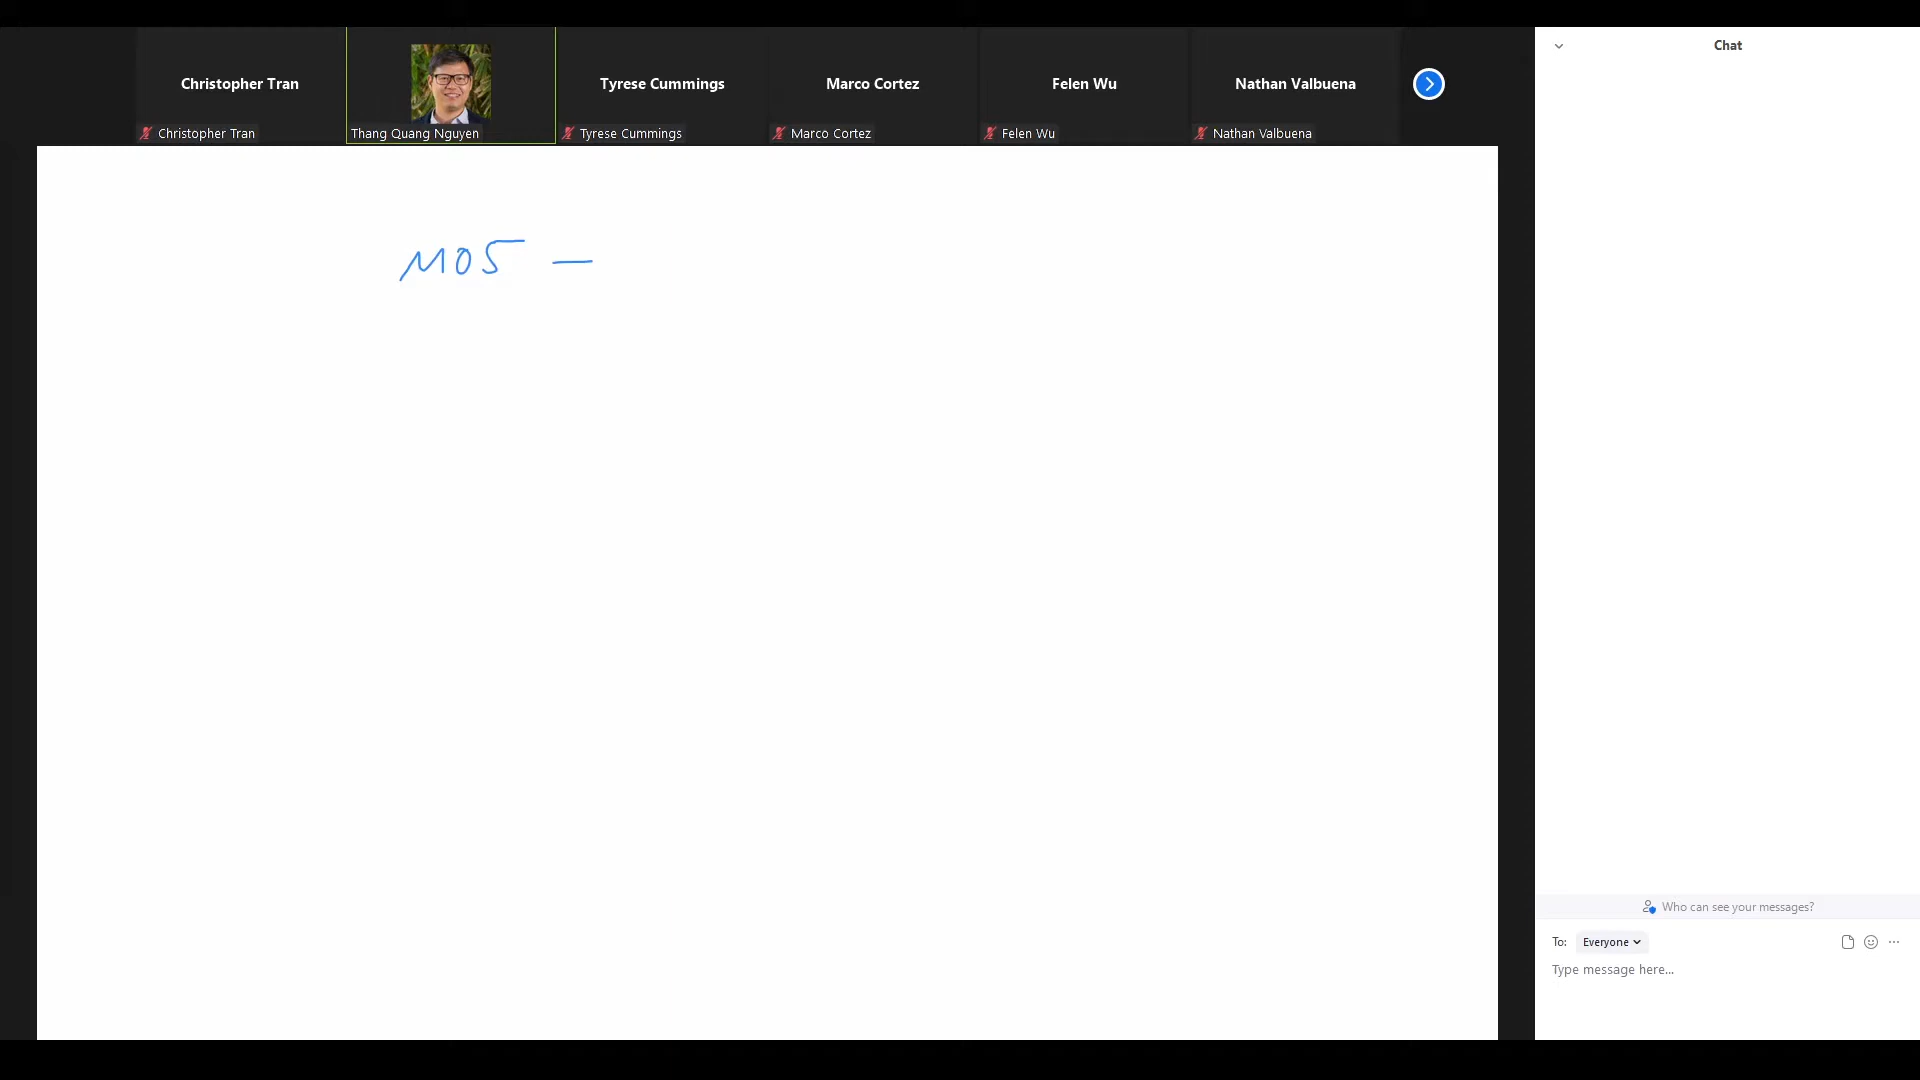 Chat
Christopher Tran Tyrese Cummings Marco Cortez Felen Wu Nathan Valbuena
Christopher Tran Thang Quang Nguyen Tyrese Cummings Marco Cortez Felen Wu Nathan Valbuena
MOS —
Who can see your messages?
To: Everyone
Type message here...